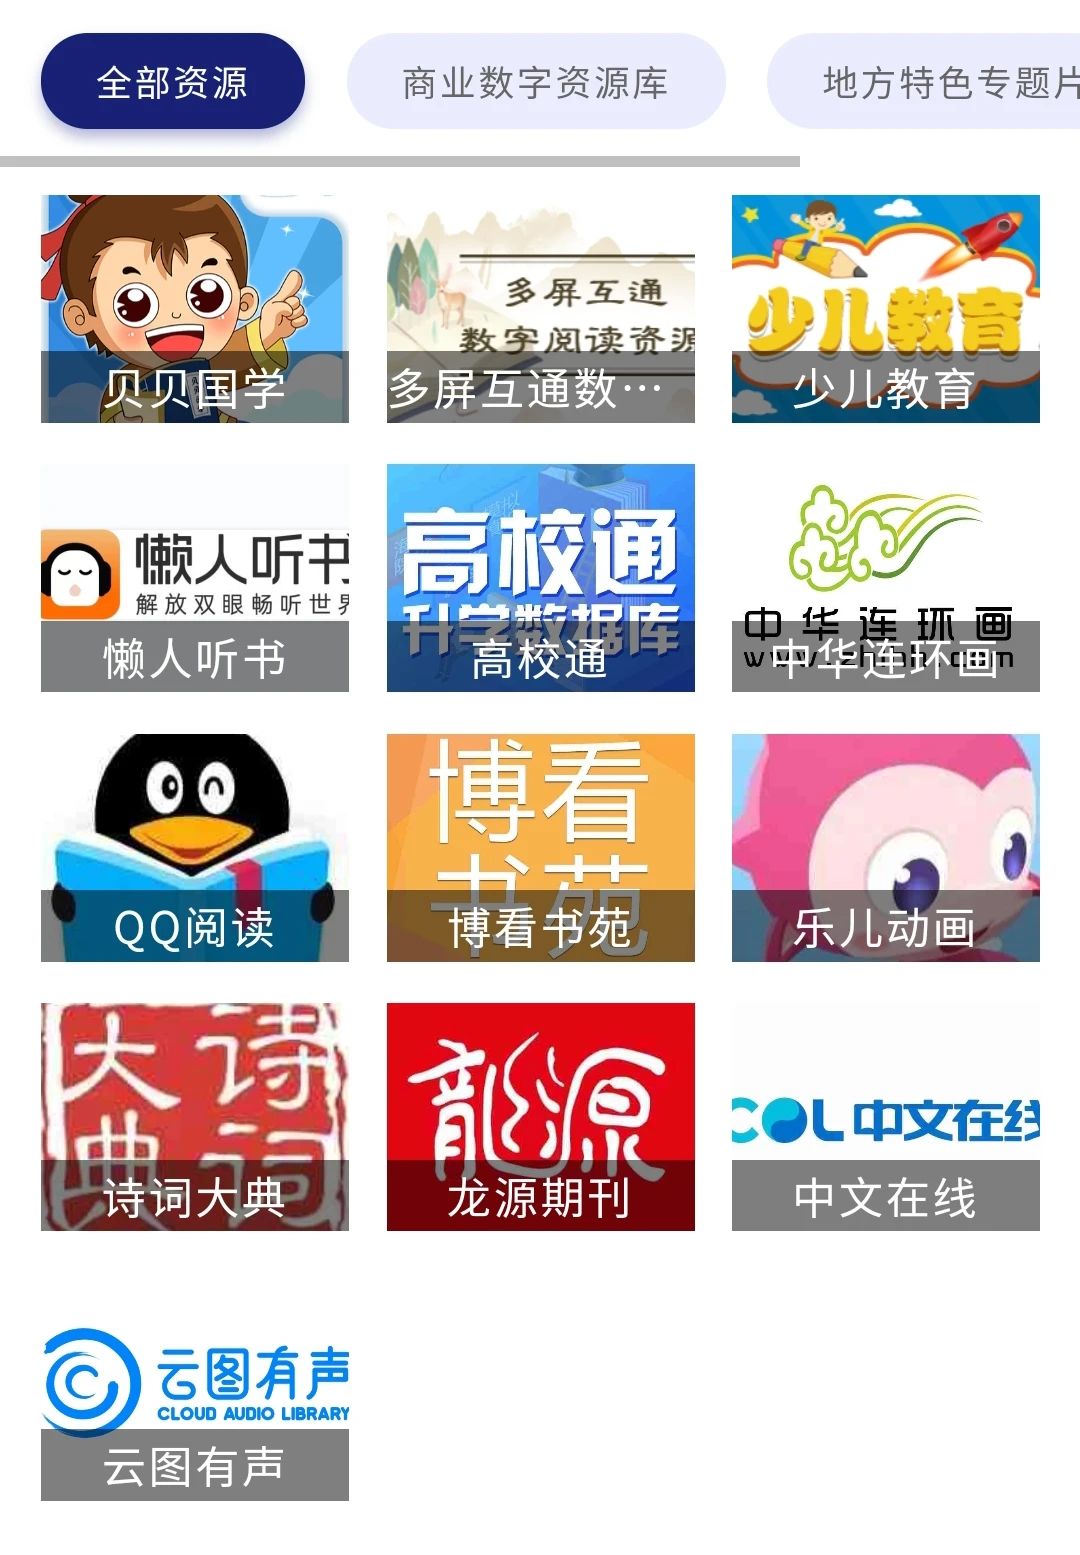 全部资源
商业数字资源库
地方特色专题片
多屏互通
数字阅读资源
少儿教育
贝贝国学
多屏互通数…
少儿教育
懒人听书
解放双眼畅听世界
高校通
升学数据库
中华连环画
懒人听书
高校通
中华连环画
博看
书苑
QQ阅读
博看书苑
乐儿动画
诗词
大典
龍源
COL中文在线
诗词大典
龙源期刊
中文在线
云图有声
CLOUD AUDIO LIBRARY
云图有声